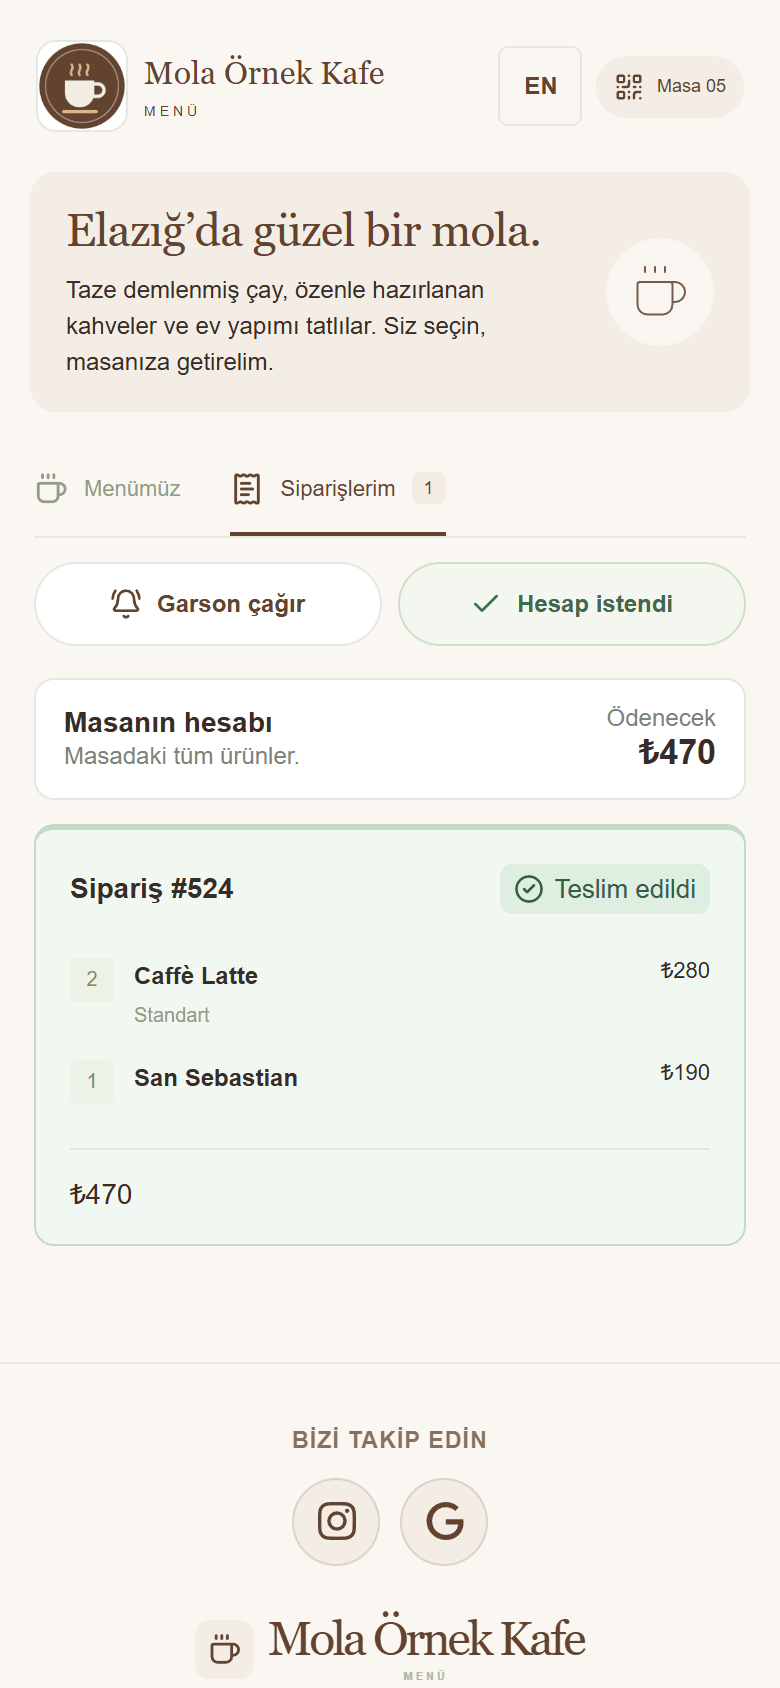 Mola Örnek Kafe
MENÜ
EN
Masa 05
Elazığ’da güzel bir mola.
Taze demlenmiş çay, özenle hazırlanan
kahveler ve ev yapımı tatlılar. Siz seçin,
masanıza getirelim.
Menümüz
Siparişlerim
1
Garson çağır
Hesap istendi
Masanın hesabı
Masadaki tüm ürünler.
Ödenecek
₺470
Sipariş #524
Teslim edildi
2
Caffè Latte
₺280
Standart
1
San Sebastian
₺190
₺470
BİZİ TAKİP EDİN
Mola Örnek Kafe
MENÜ